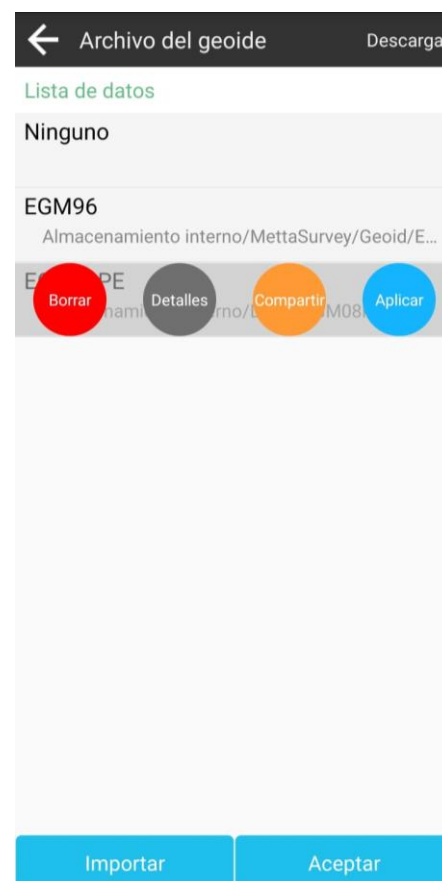 Archivo del geoide Descarga
Lista de datos
Ninguno
EGM96
Almacenamiento interno/MettaSurvey/Geoid/E...
Borrar Detalles Compartir Aplicar
Importar Aceptar